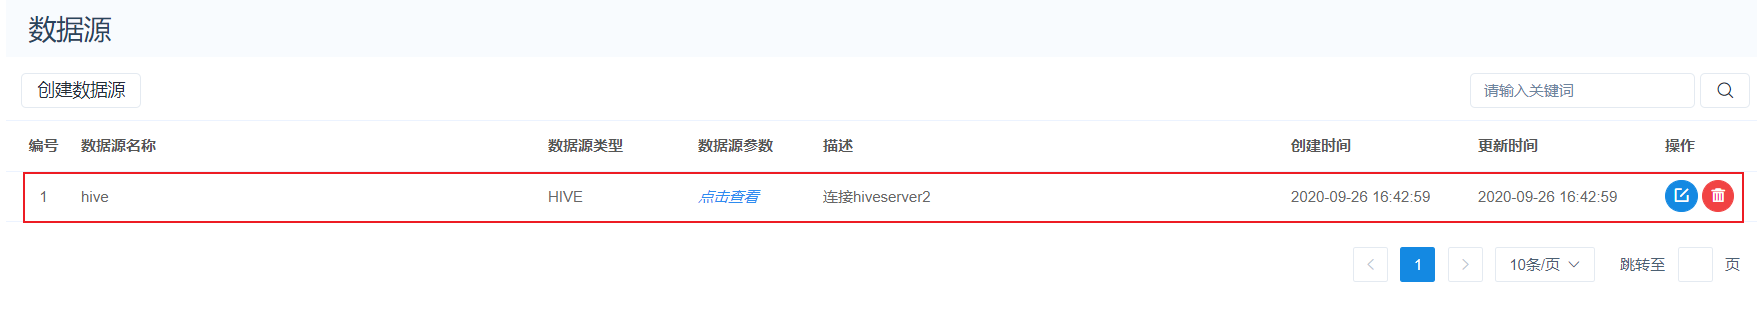 数据源
创建数据源 请输入关键词
编号 数据源名称 数据源类型 数据源参数 描述 创建时间 更新时间 操作
1 hive HIVE 点击查看 连接hiveserver2 2020-09-26 16:42:59 2020-09-26 16:42:59
1 10条/页 跳转至 页